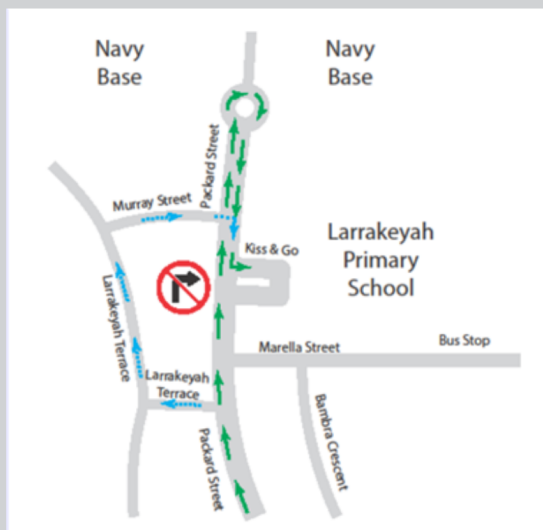 Navy
Base
Navy
Base
Packard Street
Murray Street
Kiss & Go
Larrakeyah
Primary
School
Larrakeyah Terrace
Marella Street
Bus Stop
Larrakeyah
Terrace
Packard Street
Bambra Crescent